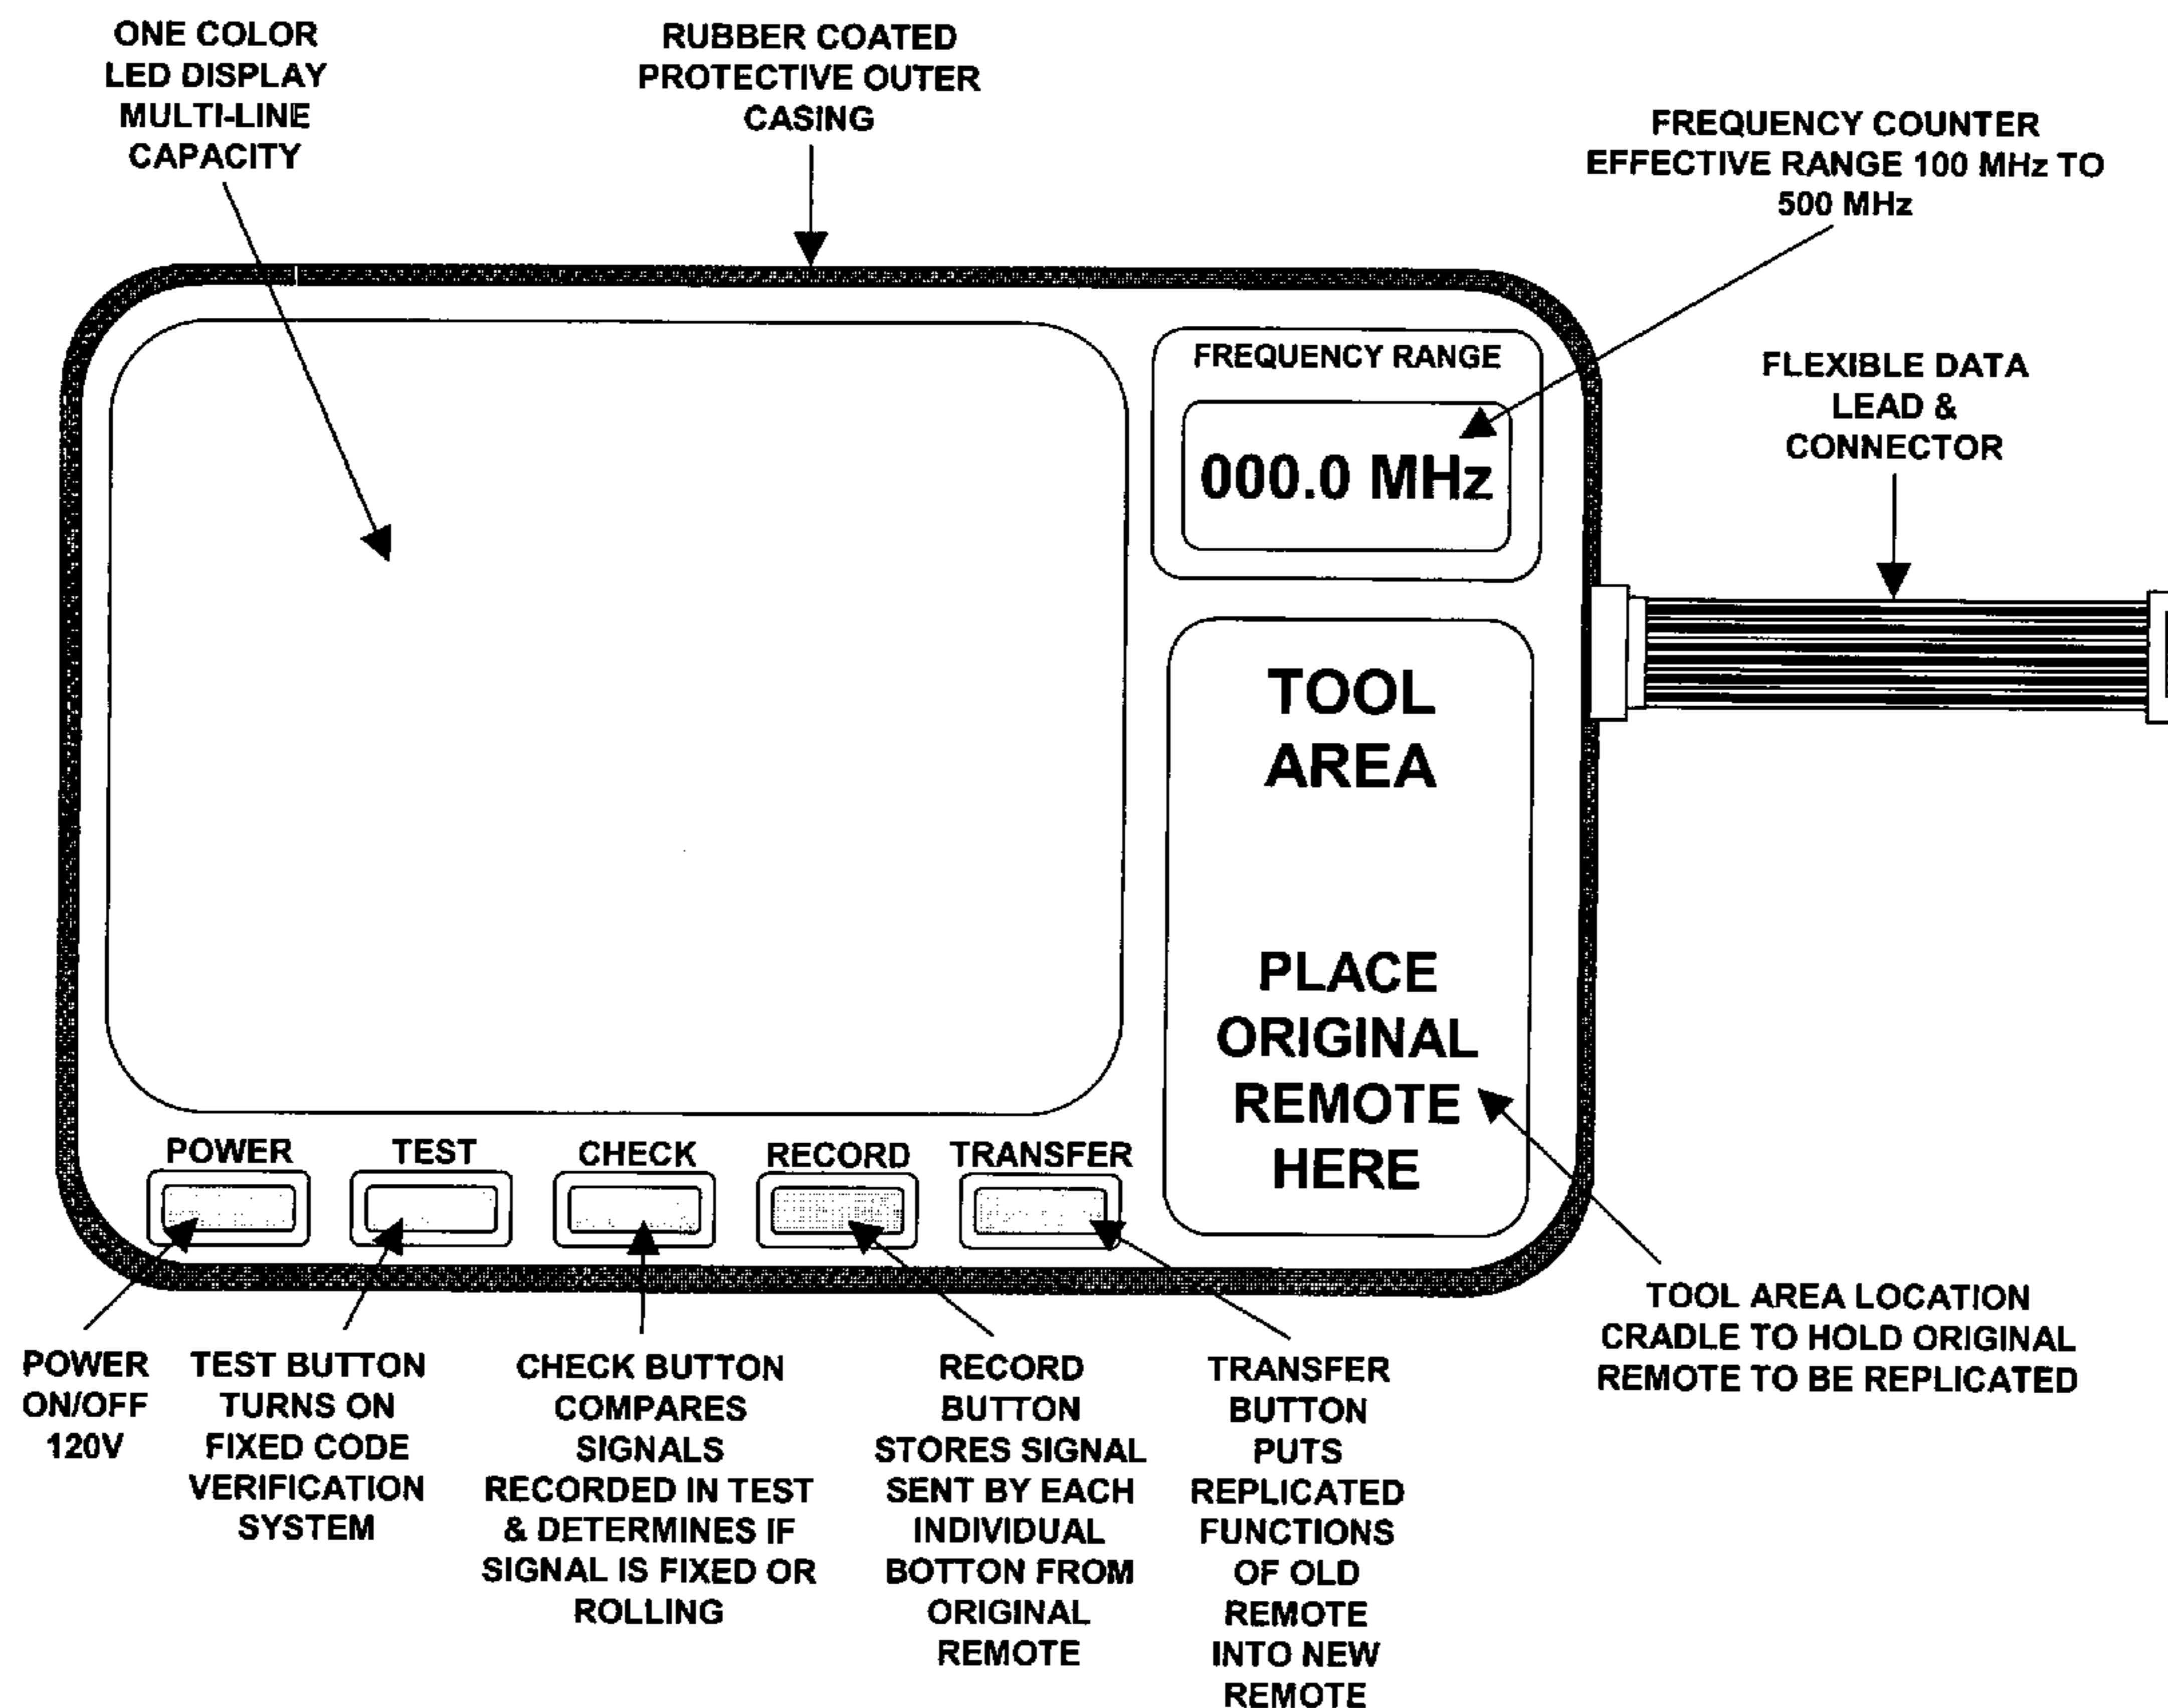 ONE COLOR
LED DISPLAY
MULTI-LINE
CAPACITY
RUBBER COATED
PROTECTIVE OUTER
CASING
FREQUENCY COUNTER
EFFECTIVE RANGE 100 MHz TO
500 MHz
FREQUENCY RANGE
000.0 MHz
FLEXIBLE DATA
LEAD &
CONNECTOR
TOOL
AREA
PLACE
ORIGINAL
REMOTE
HERE
POWER
TEST
CHECK
RECORD
TRANSFER
TOOL AREA LOCATION
CRADLE TO HOLD ORIGINAL
REMOTE TO BE REPLICATED
POWER
ON/OFF
120V
TEST BUTTON
TURNS ON
FIXED CODE
VERIFICATION
SYSTEM
CHECK BUTTON
COMPARES
SIGNALS
RECORDED IN TEST
& DETERMINES IF
SIGNAL IS FIXED OR
ROLLING
RECORD
BUTTON
STORES SIGNAL
SENT BY EACH
INDIVIDUAL
BOTTON FROM
ORIGINAL
REMOTE
TRANSFER
BUTTON
PUTS
REPLICATED
FUNCTIONS
OF OLD
REMOTE
INTO NEW
REMOTE